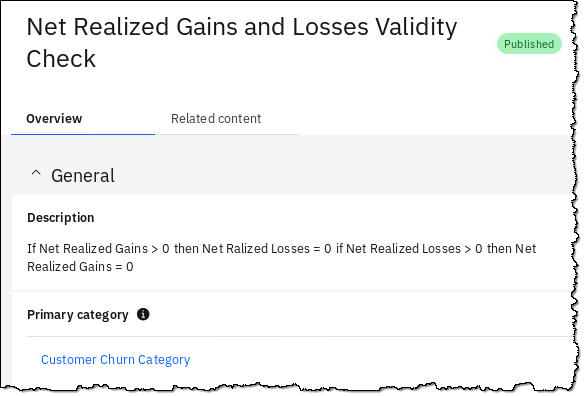 Net Realized Gains and Losses Validity
Check
Published
Overview
Related content
General
Description
If Net Realized Gains > 0 then Net Ralized Losses = 0 if Net Realized Losses > 0 then Net
Realized Gains = 0
Primary category
Customer Churn Category